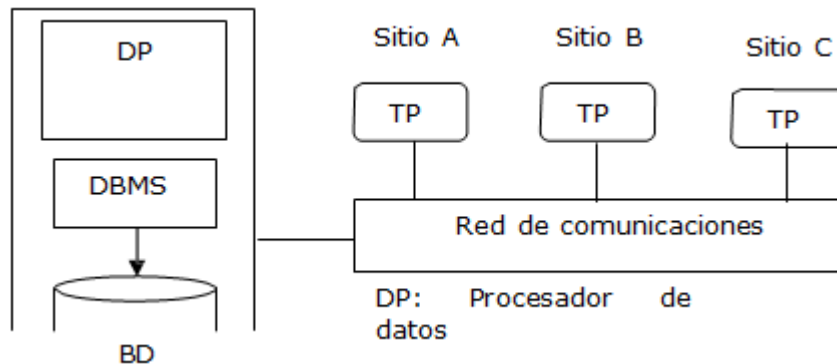 DP
DBMS
BD
Sitio A
Sitio B
Sitio C
TP
TP
TP
Red de comunicaciones
DP: Procesador de
datos